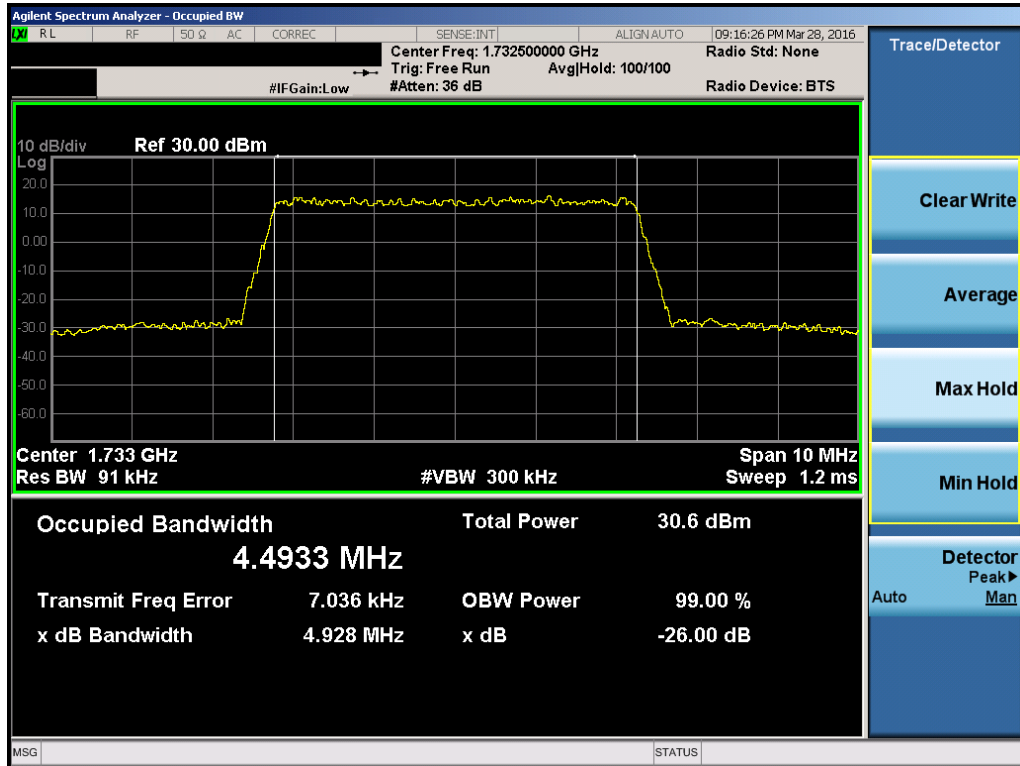 Agilent Spectrum Analyzer - Occupied BW
LXI RL RF 50 Ω AC CORREC SENSE:INT ALIGN AUTO 09:16:26 PM Mar 28, 2016
Center Freq: 1.732500000 GHz Radio Std: None
Trig: Free Run Avg|Hold: 100/100
#IFGain:Low #Atten: 36 dB Radio Device: BTS
10 dB/div Ref 30.00 dBm
Log
20.0
10.0
0.00
-10.0
-20.0
-30.0
-40.0
-50.0
-60.0
Center 1.733 GHz Span 10 MHz
Res BW 91 kHz #VBW 300 kHz Sweep 1.2 ms
Occupied Bandwidth Total Power 30.6 dBm
4.4933 MHz
Transmit Freq Error 7.036 kHz OBW Power 99.00 %
x dB Bandwidth 4.928 MHz x dB -26.00 dB
MSG STATUS
Trace/Detector
Clear Write
Average
Max Hold
Min Hold
Detector
Peak▶
Auto Man